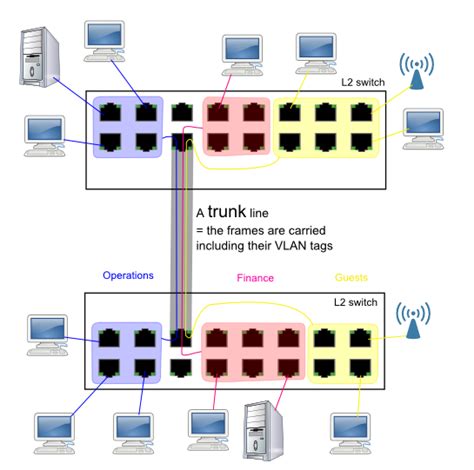 L2 switch
A trunk line
= the frames are carried
including their VLAN tags
Operations
Finance
Guests
L2 switch